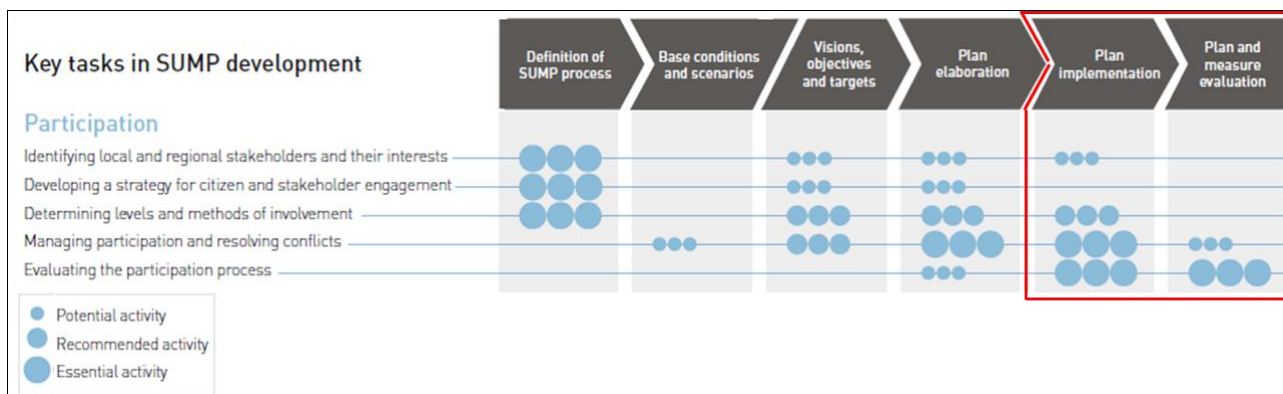 Key tasks in SUMP development
Definition of
SUMP process
Base conditions
and scenarios
Visions,
objectives
and targets
Plan
elaboration
Plan
implementation
Plan and
measure
evaluation
Participation
Identifying local and regional stakeholders and their interests
Developing a strategy for citizen and stakeholder engagement
Determining levels and methods of involvement
Managing participation and resolving conflicts
Evaluating the participation process
Potential activity
Recommended activity
Essential activity